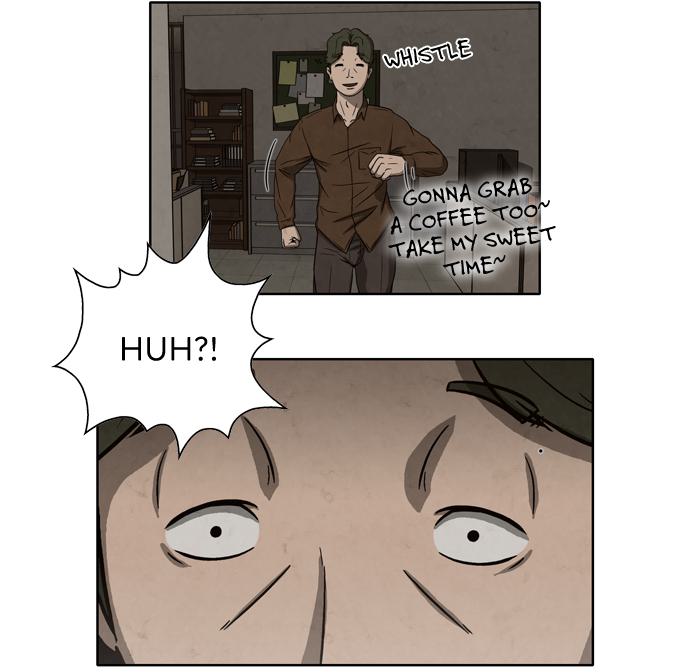 WHISTLE
GONNA GRAB
A COFFEE TOO~
TAKE MY SWEET
TIME~
HUH?!